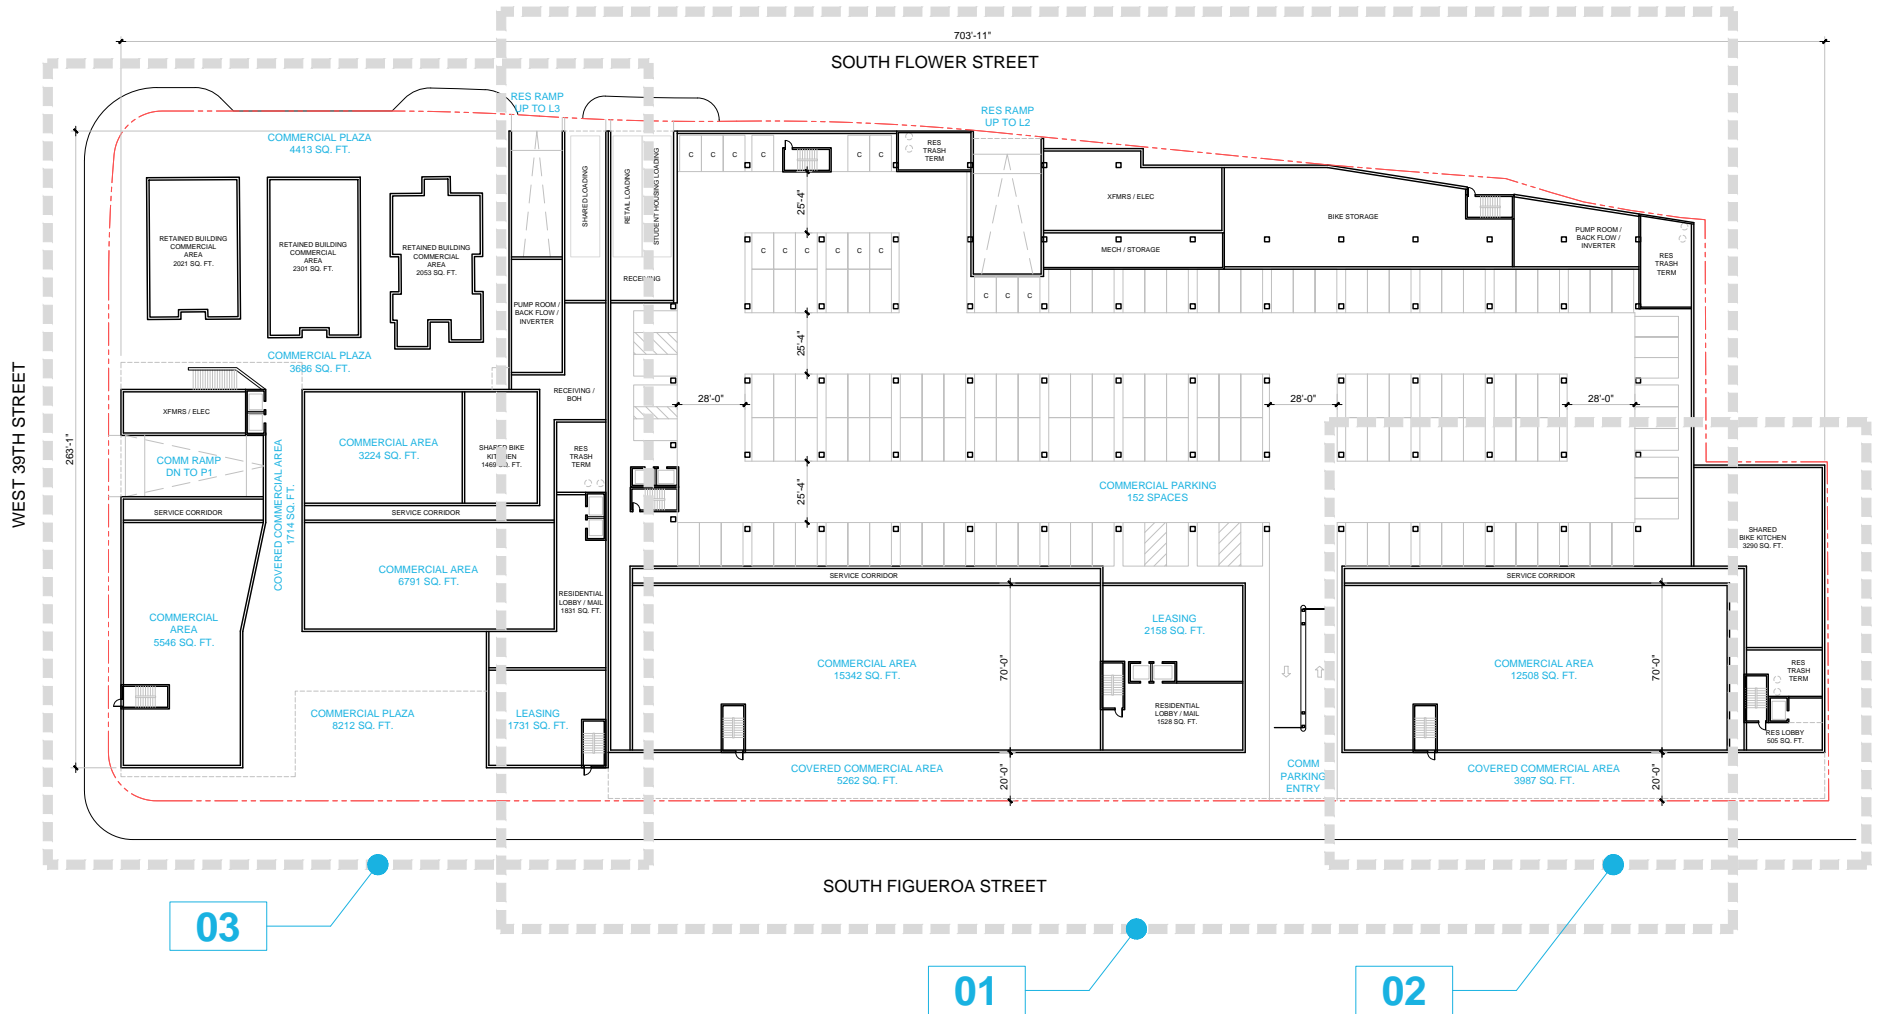 703'-11"
SOUTH FLOWER STREET
RES RAMP
UP TO L3
RES RAMP
UP TO L2
COMMERCIAL PLAZA
4413 SQ. FT.
SHARED LOADING
RETAIL LOADING
STUDENT HOUSING LOADING
C
C
C
C
C
C
RES
TRASH
TERM
25'-4"
XFMRS / ELEC
BIKE STORAGE
MECH / STORAGE
PUMP ROOM /
BACK FLOW /
INVERTER
RES
TRASH
TERM
RETAINED BUILDING
COMMERCIAL
AREA
2021 SQ. FT.
RETAINED BUILDING
COMMERCIAL
AREA
2301 SQ. FT.
RETAINED BUILDING
COMMERCIAL
AREA
2053 SQ. FT.
C
C
C
C
C
C
RECEIVING
C
C
C
PUMP ROOM /
BACK FLOW /
INVERTER
25'-4"
COMMERCIAL PLAZA
3686 SQ. FT.
WEST 39TH STREET
263'-1"
XFMRS / ELEC
RECEIVING /
BOH
28'-0"
28'-0"
28'-0"
COMMERCIAL AREA
3224 SQ. FT.
SHARED BIKE
KITCHEN
1469 SQ. FT.
RES
TRASH
TERM
COMM RAMP
DN TO P1
COVERED COMMERCIAL AREA
1714 SQ. FT.
25'-4"
COMMERCIAL PARKING
152 SPACES
SERVICE CORRIDOR
SERVICE CORRIDOR
SHARED
BIKE KITCHEN
3290 SQ. FT.
COMMERCIAL AREA
6791 SQ. FT.
SERVICE CORRIDOR
SERVICE CORRIDOR
RESIDENTIAL
LOBBY / MAIL
1831 SQ. FT.
COMMERCIAL
AREA
5546 SQ. FT.
LEASING
2158 SQ. FT.
COMMERCIAL AREA
15342 SQ. FT.
70'-0"
COMMERCIAL AREA
12508 SQ. FT.
70'-0"
RES
TRASH
TERM
COMMERCIAL PLAZA
8212 SQ. FT.
LEASING
1731 SQ. FT.
RESIDENTIAL
LOBBY / MAIL
1528 SQ. FT.
RES LOBBY
505 SQ. FT.
COVERED COMMERCIAL AREA
5262 SQ. FT.
20'-0"
COMM
PARKING
ENTRY
COVERED COMMERCIAL AREA
3987 SQ. FT.
20'-0"
SOUTH FIGUEROA STREET
03
01
02